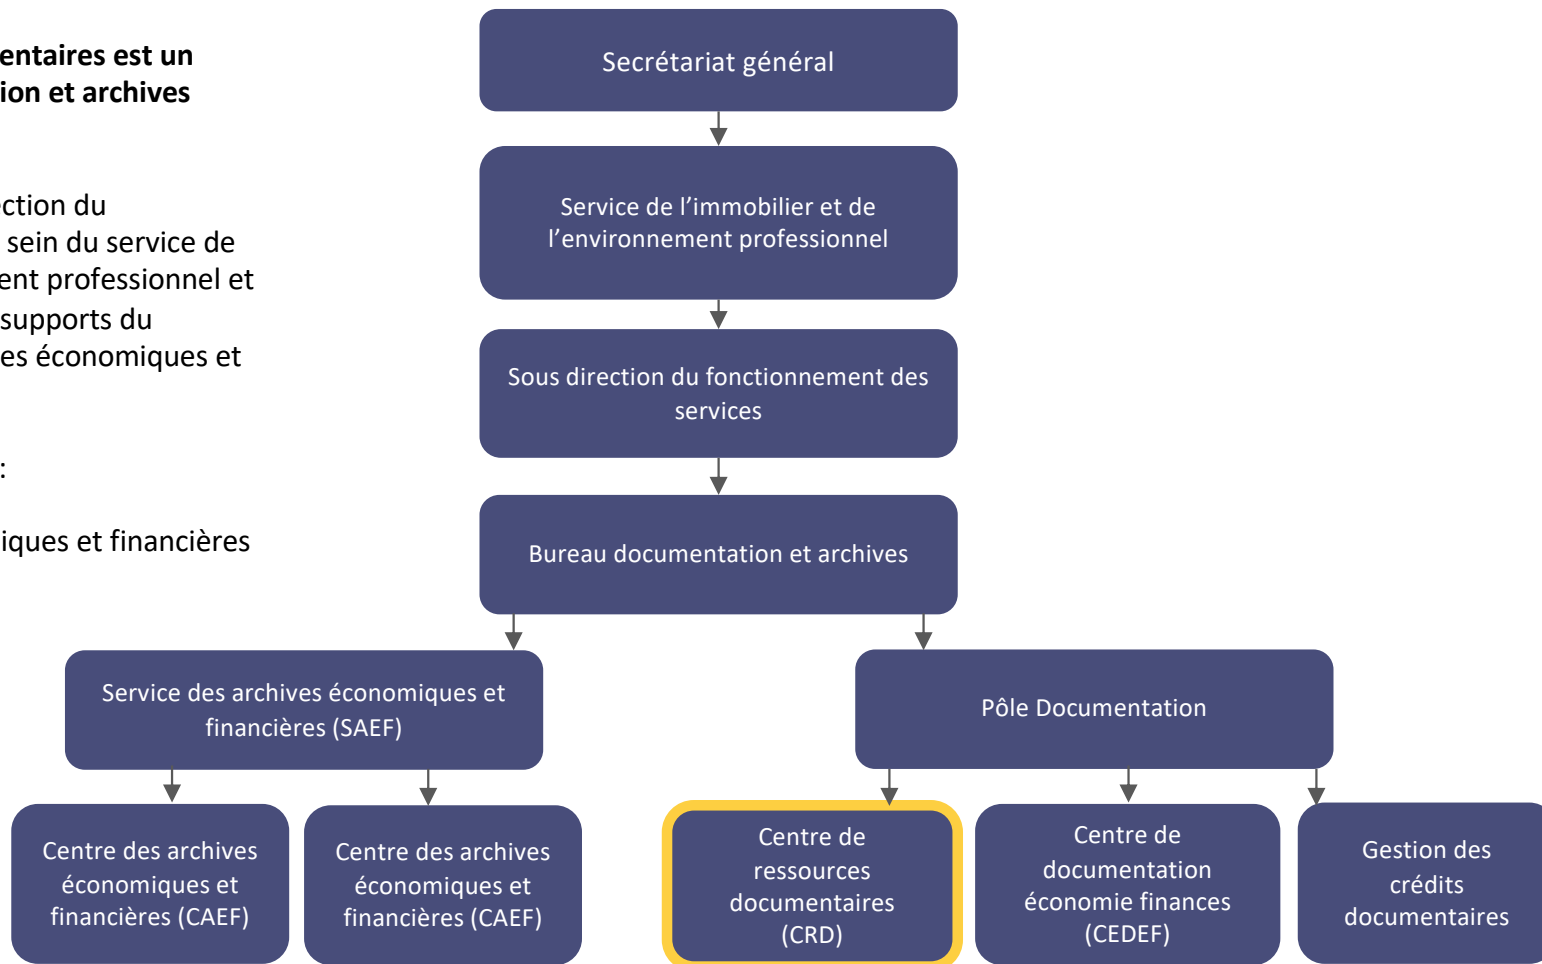 entaires est un
ion et archives
ection du
sein du service de
ent professionnel et
supports du
es économiques et
:
iques et financières
Secrétariat général
Service de l’immobilier et de
l’environnement professionnel
Sous direction du fonctionnement des
services
Bureau documentation et archives
Service des archives économiques et
financières (SAEF)
Pôle Documentation
Centre des archives
économiques et
financières (CAEF)
Centre des archives
économiques et
financières (CAEF)
Centre de
ressources
documentaires
(CRD)
Centre de
documentation
économie finances
(CEDEF)
Gestion des
crédits
documentaires